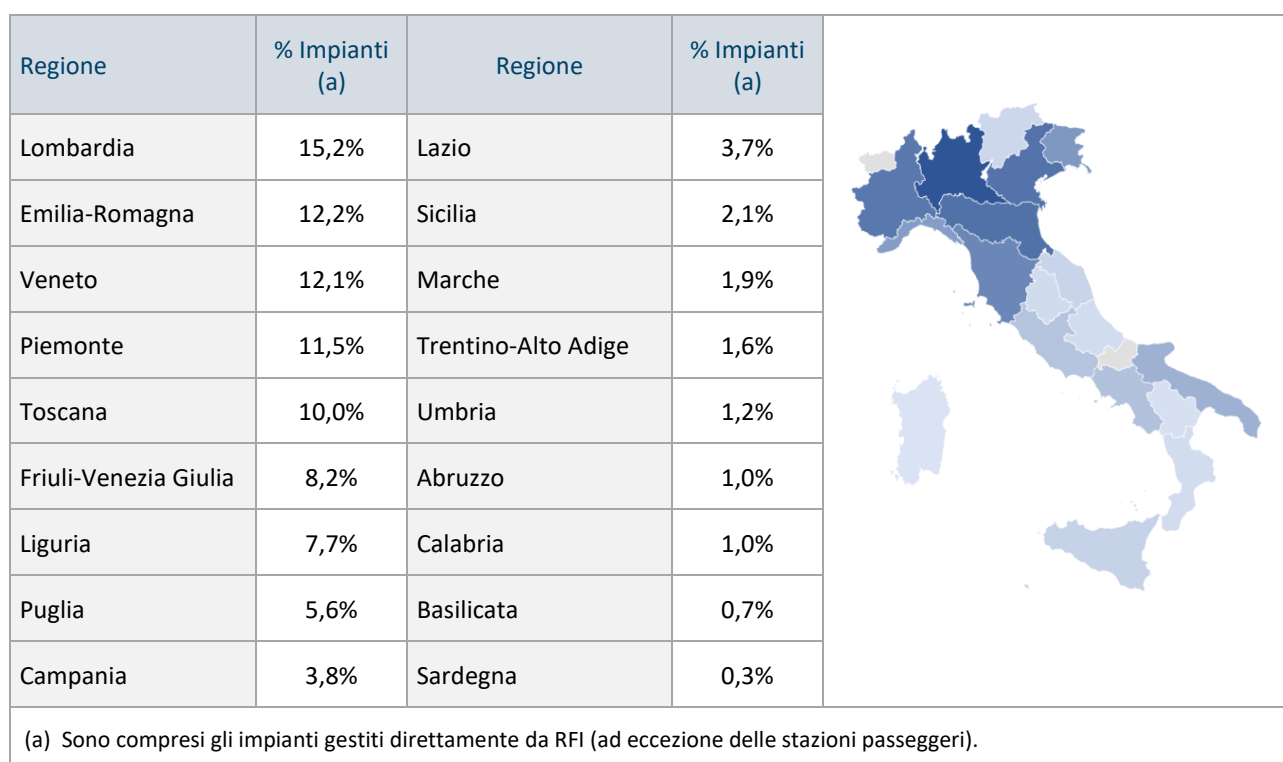 Regione % Impianti (a) Regione % Impianti (a)
Lombardia 15,2% Lazio 3,7%
Emilia-Romagna 12,2% Sicilia 2,1%
Veneto 12,1% Marche 1,9%
Piemonte 11,5% Trentino-Alto Adige 1,6%
Toscana 10,0% Umbria 1,2%
Friuli-Venezia Giulia 8,2% Abruzzo 1,0%
Liguria 7,7% Calabria 1,0%
Puglia 5,6% Basilicata 0,7%
Campania 3,8% Sardegna 0,3%
(a) Sono compresi gli impianti gestiti direttamente da RFI (ad eccezione delle stazioni passeggeri).